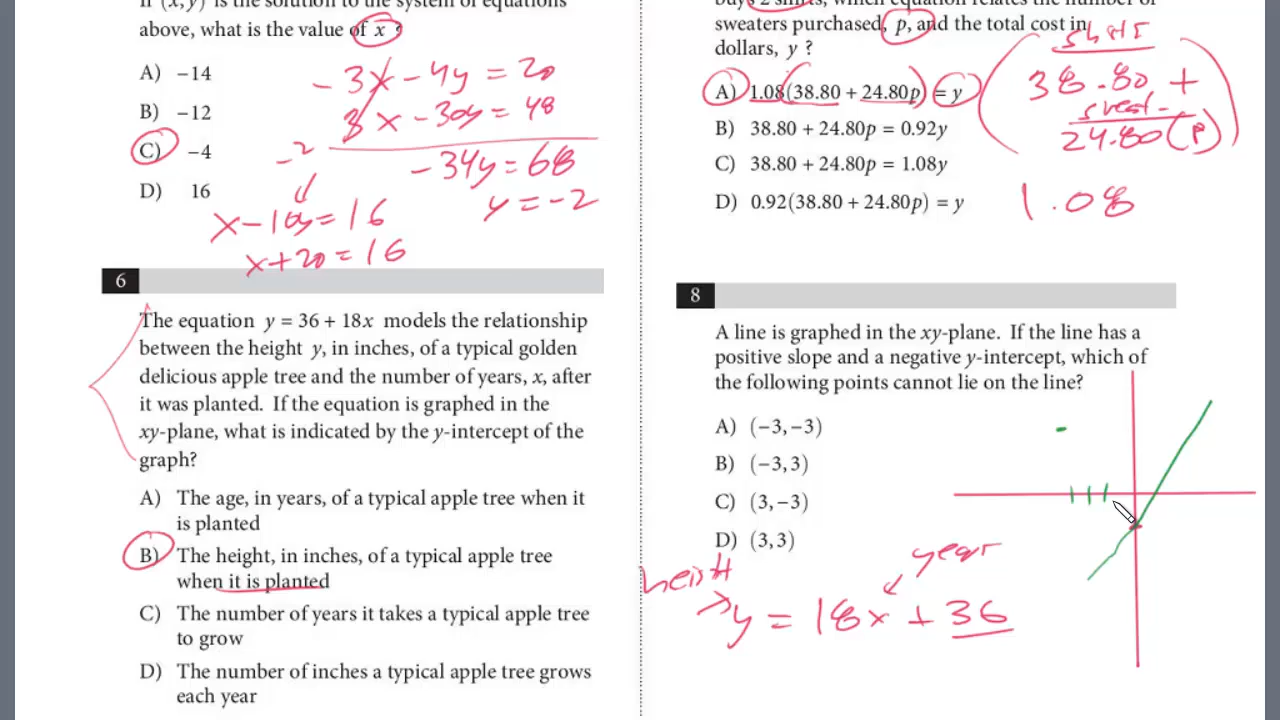 above, what is the value of x ?
A) −14
B) −12
C) −4
D) 16
- 3x - 4y = 20
3x - 30y = 48
- 34y = 68
y = -2
-2
x - 10y = 16
x + 20 = 16
6
The equation y = 36 + 18x models the relationship
between the height y, in inches, of a typical golden
delicious apple tree and the number of years, x, after
it was planted. If the equation is graphed in the
xy-plane, what is indicated by the y-intercept of the
graph?
A) The age, in years, of a typical apple tree when it
is planted
B) The height, in inches, of a typical apple tree
when it is planted
C) The number of years it takes a typical apple tree
to grow
D) The number of inches a typical apple tree grows
each year
sweaters purchased, p, and the total cost in
dollars, y ?
A) 1.08(38.80 + 24.80p) = y
B) 38.80 + 24.80p = 0.92y
C) 38.80 + 24.80p = 1.08y
D) 0.92(38.80 + 24.80p) = y
38.80 +
24.80(p)
1.08
8
A line is graphed in the xy-plane. If the line has a
positive slope and a negative y-intercept, which of
the following points cannot lie on the line?
A) (−3, −3)
B) (−3, 3)
C) (3, −3)
D) (3, 3)
year
y = 18x + 36